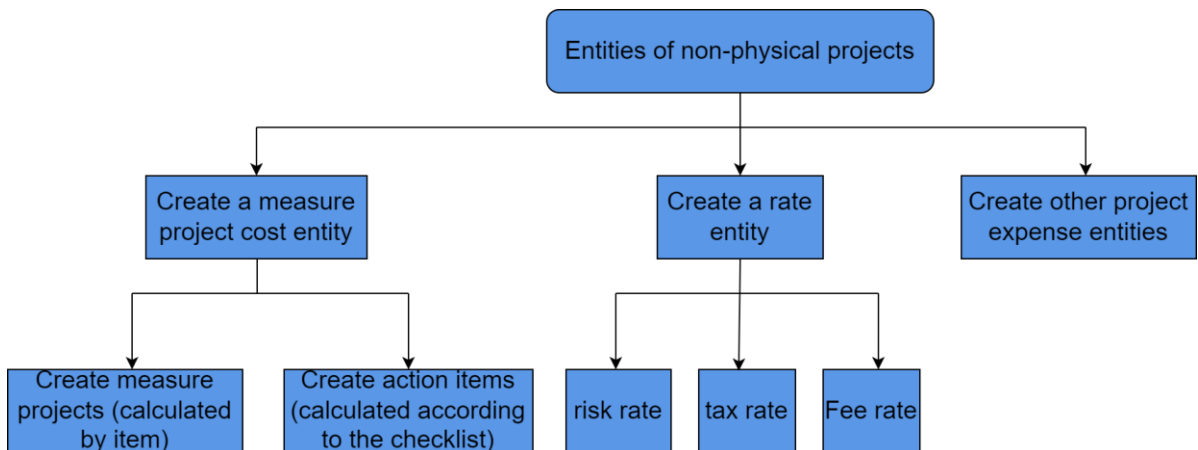 Entities of non-physical projects
Create a measure
project cost entity
Create a rate
entity
Create other project
expense entities
Create measure
projects (calculated
by item)
Create action items
(calculated according
to the checklist)
risk rate
tax rate
Fee rate